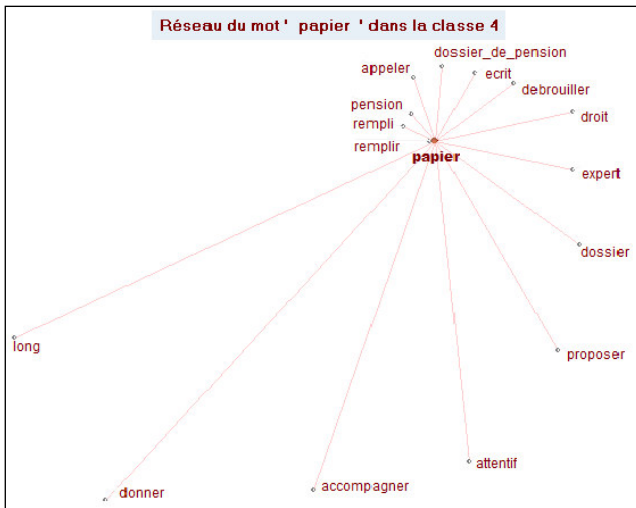 Réseau du mot ' papier ' dans la classe 4
dossier_de_pension
appeler
ecrit
debrouiller
pension
droit
rempli
remplir
papier
expert
dossier
long
proposer
attentif
accompagner
donner